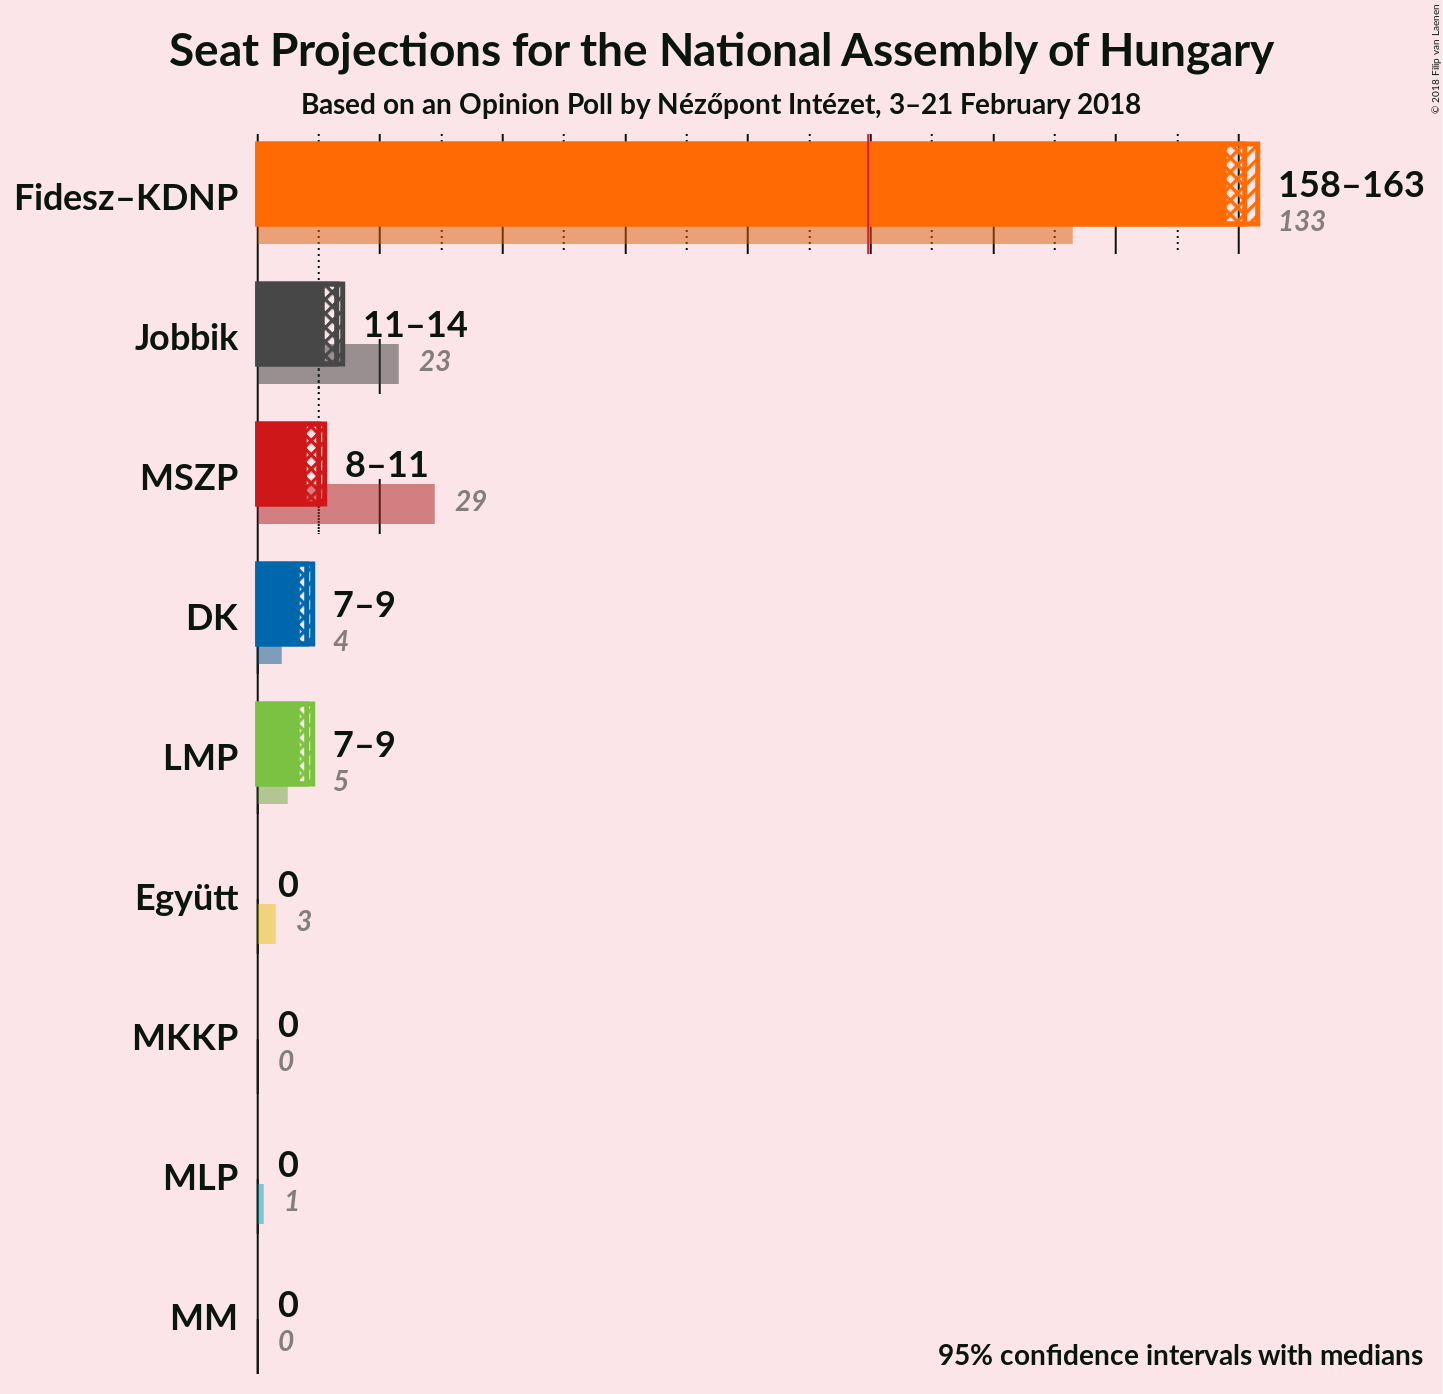 Seat Projections for the National Assembly of Hungary
Based on an Opinion Poll by Nézőpont Intézet, 3–21 February 2018
© 2018 Filip van Laenen
Fidesz–KDNP
158–163
133
Jobbik
11–14
23
MSZP
8–11
29
DK
7–9
4
LMP
7–9
5
Együtt
0
3
MKKP
0
0
MLP
0
1
MM
0
0
95% confidence intervals with medians